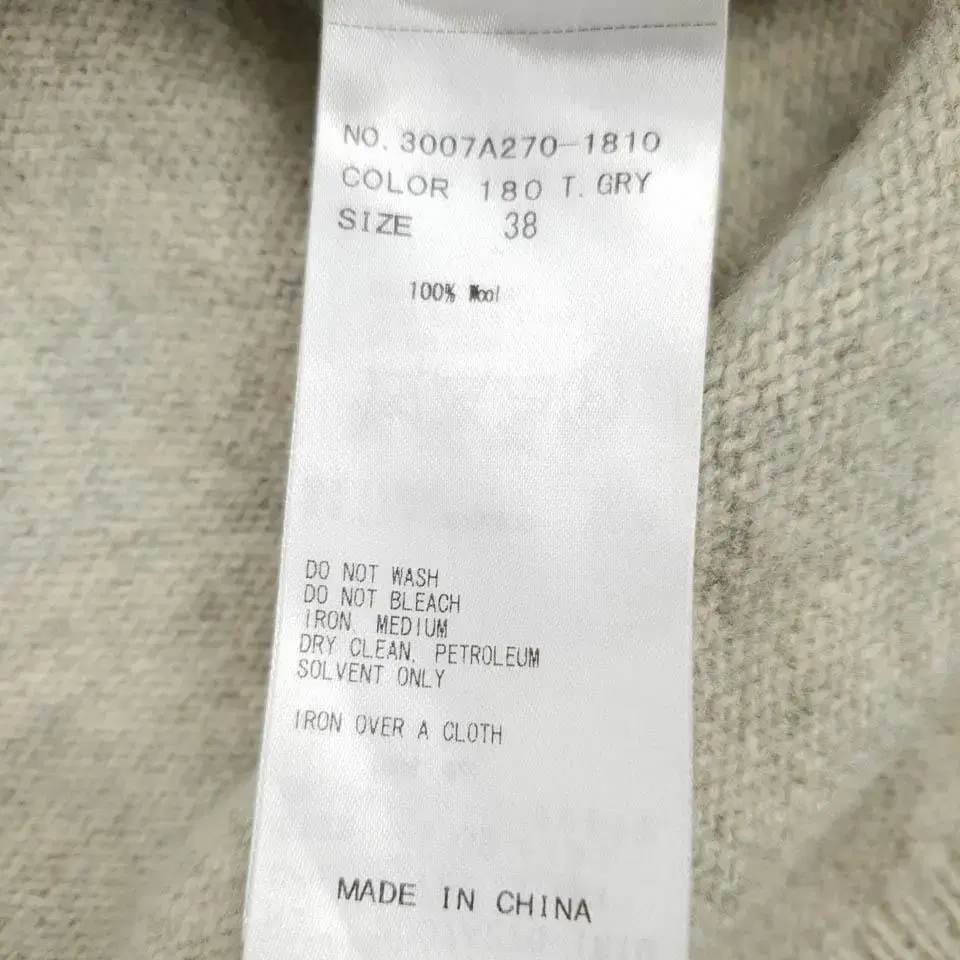 NO. 3007A270-1810
COLOR 180 T. GRY
SIZE 38
100% Wool
DO NOT WASH
DO NOT BLEACH
IRON. MEDIUM
DRY CLEAN. PETROLEUM
SOLVENT ONLY
IRON OVER A CLOTH
MADE IN CHINA